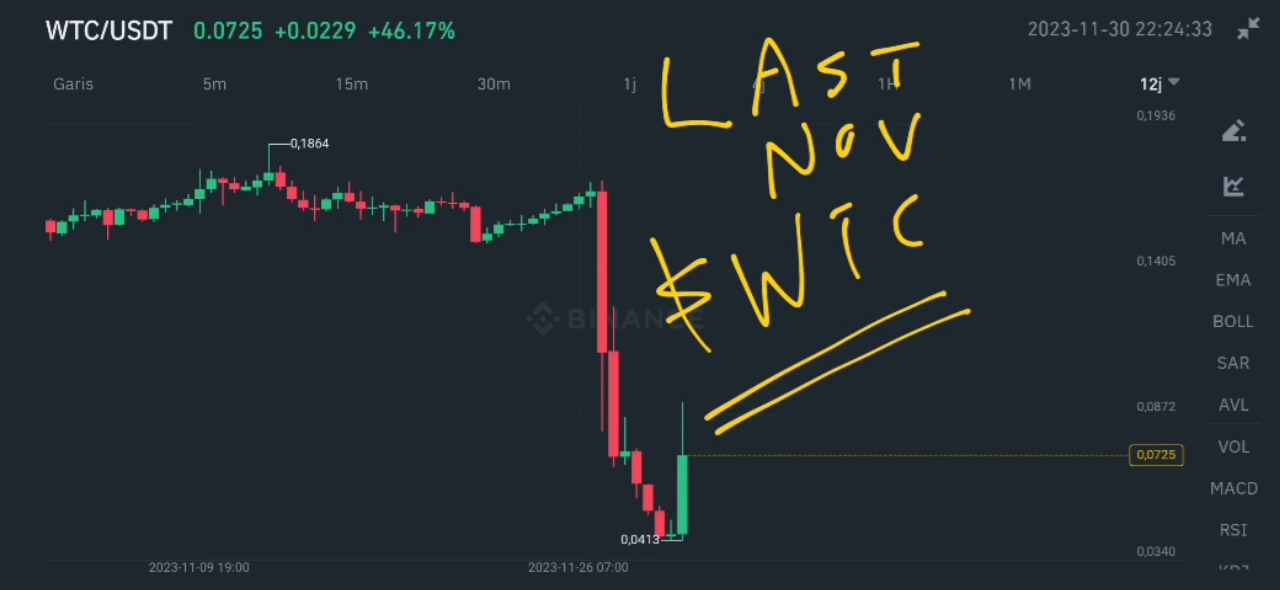 WTC/USDT 0.0725 +0.0229 +46.17% 2023-11-30 22:24:33
Garis 5m 15m 30m 1j 4j 1H 1M 12j
LAST
NOV
$WTC
0,1936
0,1864
MA
0,1405
EMA
BINANCE
BOLL
SAR
0,0872
AVL
VOL
0,0725
MACD
RSI
0,0413
0,0340
KDJ
2023-11-09 19:00 2023-11-26 07:00